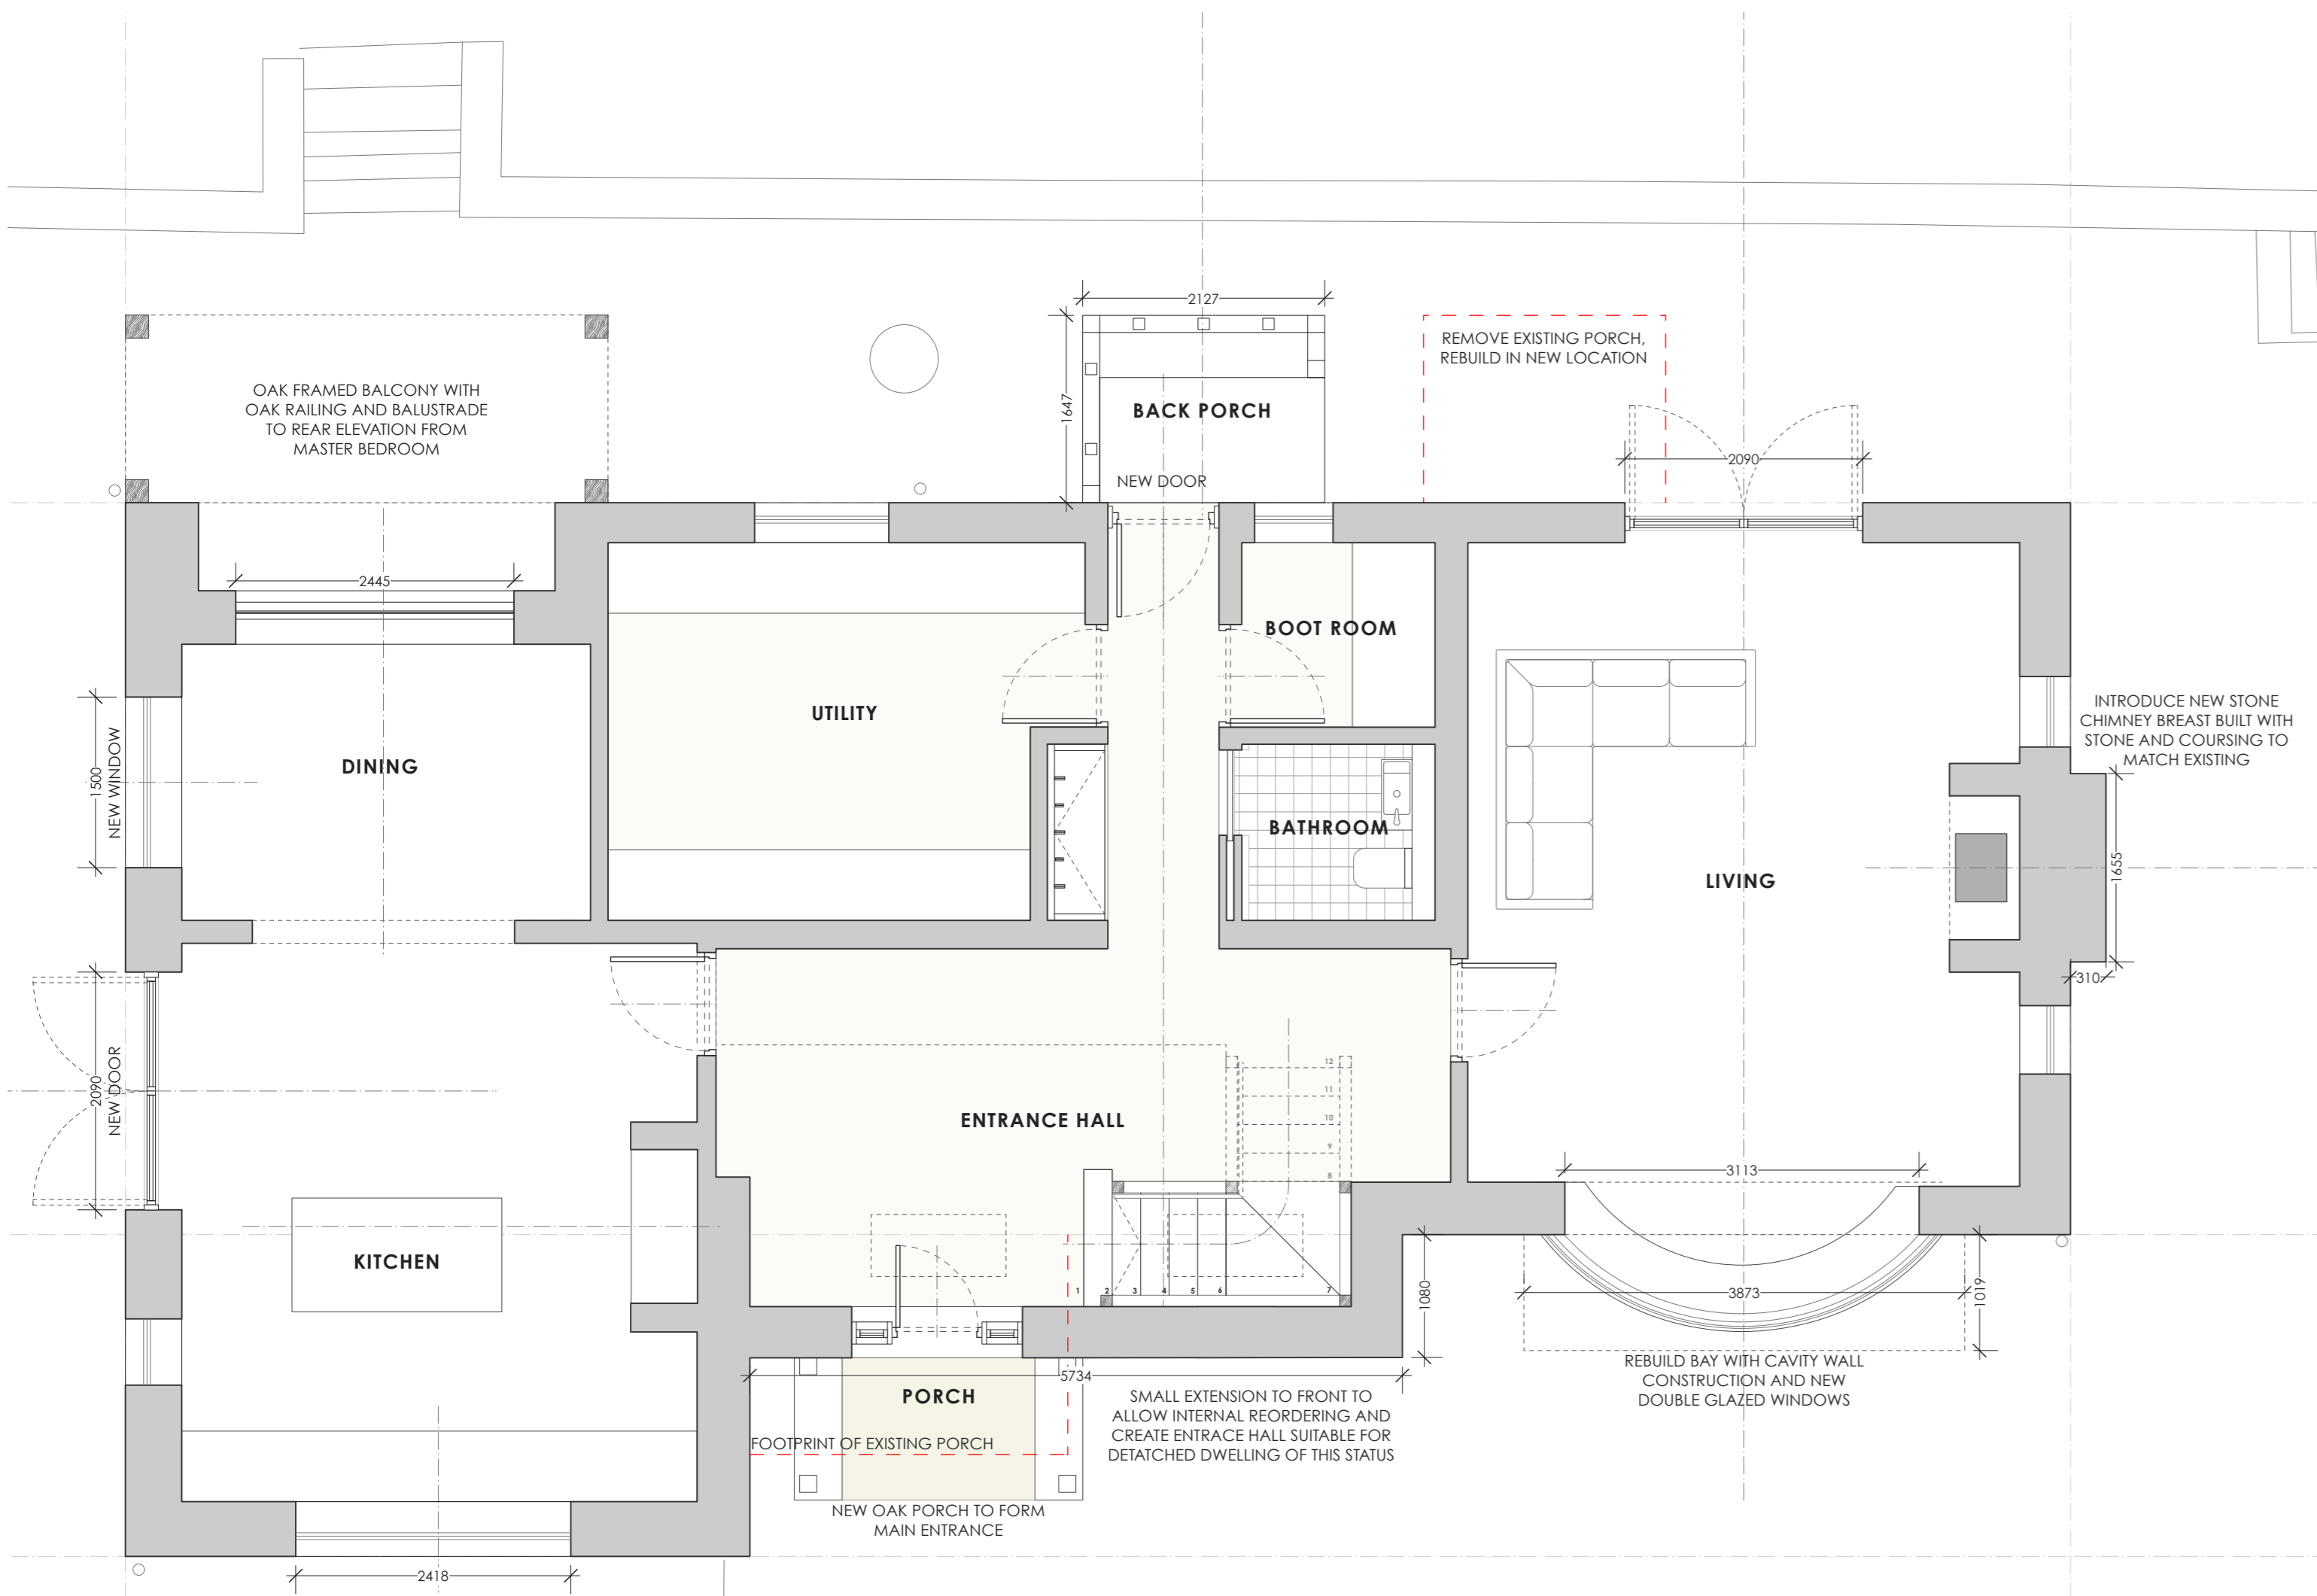 2127
REMOVE EXISTING PORCH,
REBUILD IN NEW LOCATION
OAK FRAMED BALCONY WITH
OAK RAILING AND BALUSTRADE
TO REAR ELEVATION FROM
MASTER BEDROOM
1647
BACK PORCH
2090
NEW DOOR
2445
BOOT ROOM
UTILITY
DINING
1500
NEW WINDOW
BATHROOM
LIVING
INTRODUCE NEW STONE
CHIMNEY BREAST BUILT WITH
STONE AND COURSING TO
MATCH EXISTING
1655
310
2090
NEW DOOR
ENTRANCE HALL
12
11
10
9
8
3113
KITCHEN
1
2
3
4
5
6
7
1080
3873
1019
5734
PORCH
FOOTPRINT OF EXISTING PORCH
SMALL EXTENSION TO FRONT TO
ALLOW INTERNAL REORDERING AND
CREATE ENTRACE HALL SUITABLE FOR
DETATCHED DWELLING OF THIS STATUS
REBUILD BAY WITH CAVITY WALL
CONSTRUCTION AND NEW
DOUBLE GLAZED WINDOWS
NEW OAK PORCH TO FORM
MAIN ENTRANCE
2418